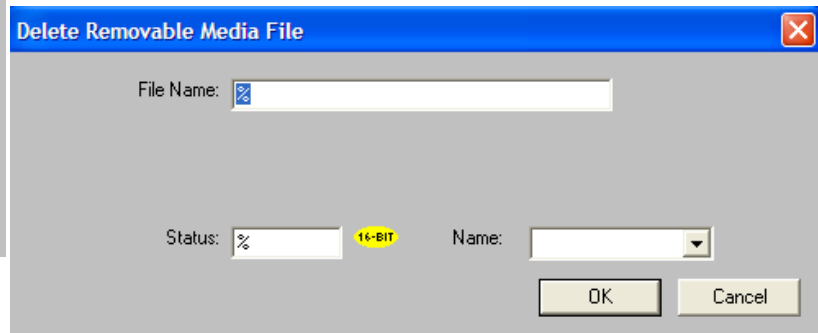 Delete Removable Media File
File Name: %
Status: % 16-BIT Name:
OK Cancel